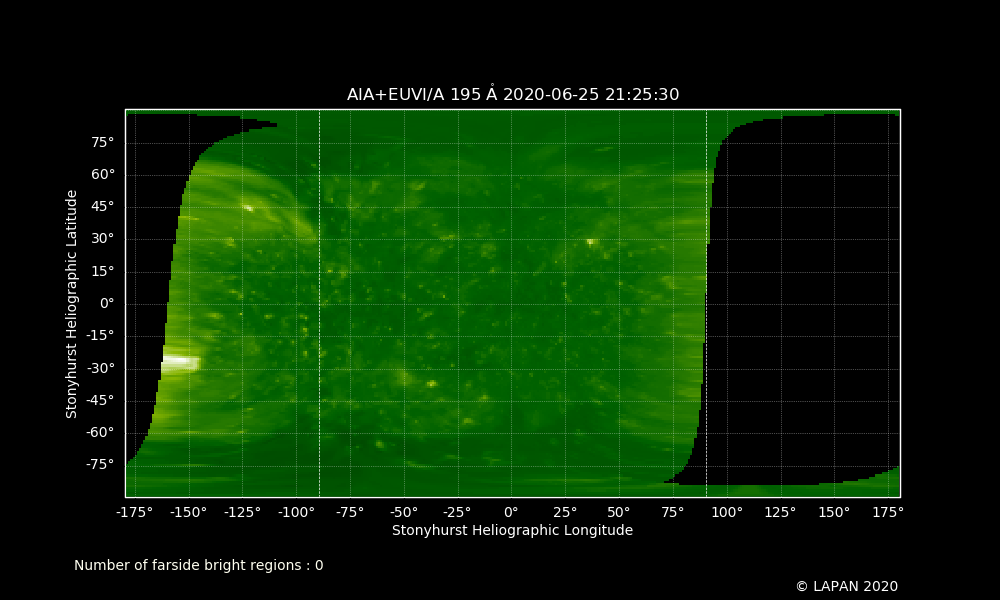 AIA+EUVI/A 195 Å 2020-06-25 21:25:30
75°
60°
45°
30°
15°
0°
-15°
-30°
-45°
-60°
-75°
Stonyhurst Heliographic Latitude
-175° -150° -125° -100° -75° -50° -25° 0° 25° 50° 75° 100° 125° 150° 175°
Stonyhurst Heliographic Longitude
Number of farside bright regions : 0
© LAPAN 2020